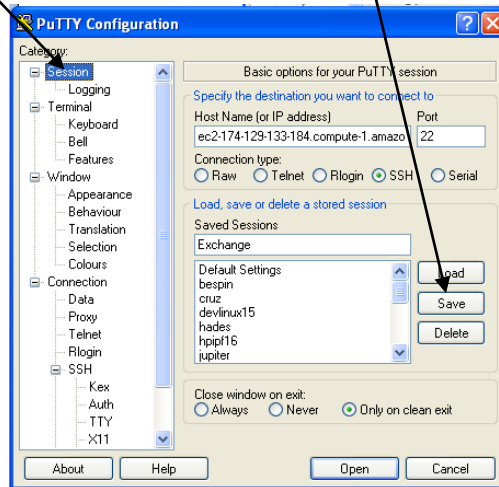 PuTTY Configuration
Category:
Session
Logging
Terminal
Keyboard
Bell
Features
Window
Appearance
Behaviour
Translation
Selection
Colours
Connection
Data
Proxy
Telnet
Rlogin
SSH
Kex
Auth
TTY
X11
Basic options for your PuTTY session
Specify the destination you want to connect to
Host Name (or IP address) Port
ec2-174-129-133-184.compute-1.amazo 22
Connection type:
Raw Telnet Rlogin SSH Serial
Load, save or delete a stored session
Saved Sessions
Exchange
Default Settings
bespin
cruz
devlinux15
hades
hpipf16
jupiter
Load
Save
Delete
Close window on exit:
Always Never Only on clean exit
About Help Open Cancel